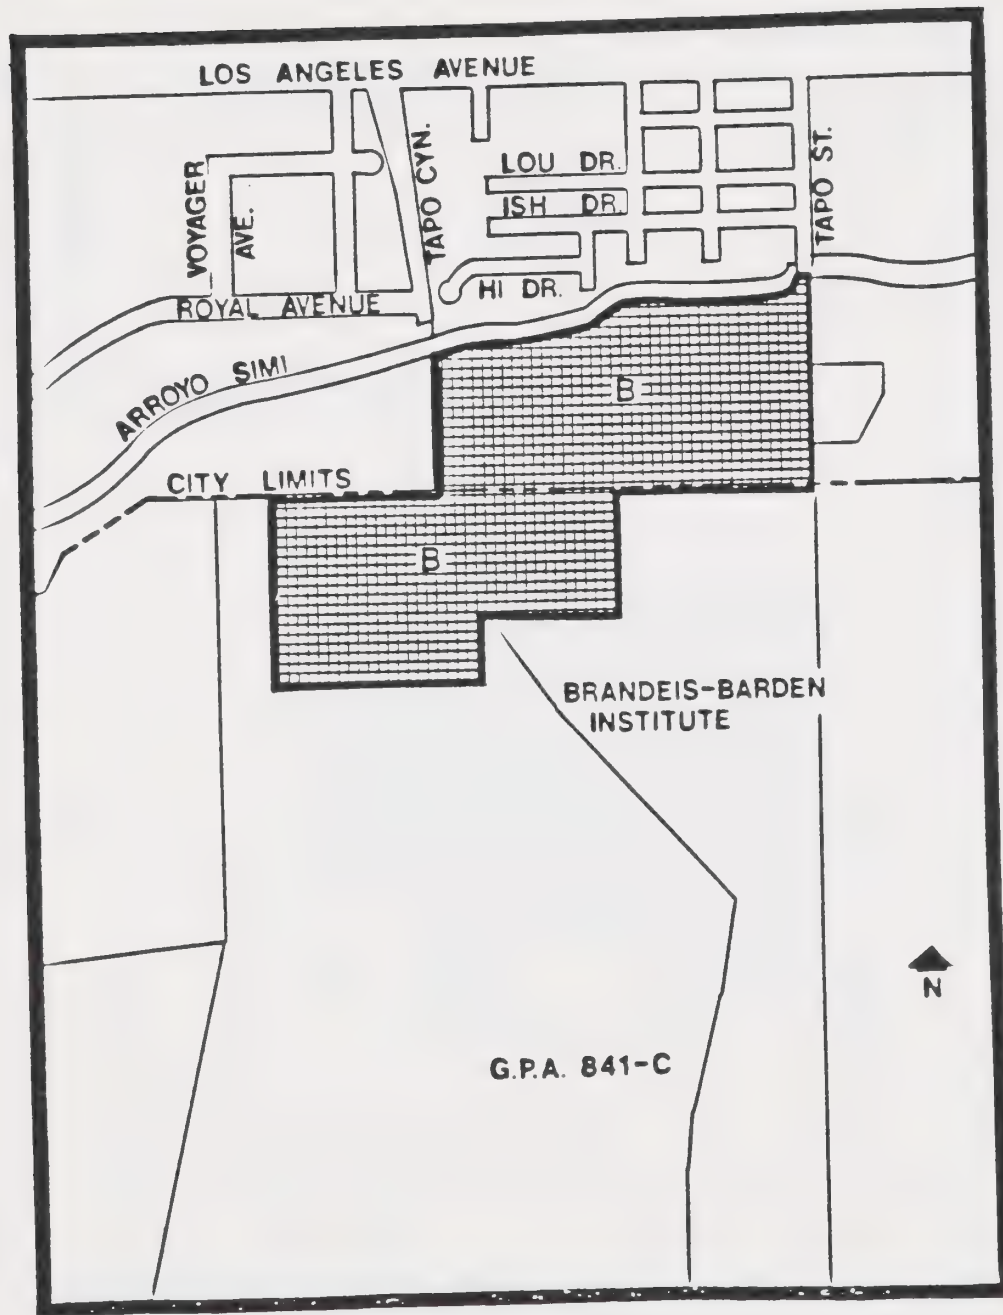 LOS ANGELES AVENUE
VOYAGER AVE.
TAPO CYN.
LOU DR.
ISH DR.
TAPO ST.
HI DR.
ROYAL AVENUE
ARROYO SIMI
B
CITY LIMITS
B
BRANDEIS-BARDEN
INSTITUTE
N
G.P.A. 841-C